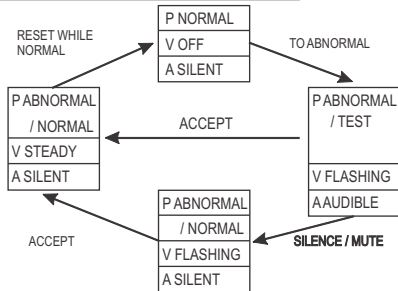 P NORMAL
V OFF
A SILENT
RESET WHILE
NORMAL
TO ABNORMAL
P ABNORMAL
/ NORMAL
V STEADY
A SILENT
ACCEPT
P ABNORMAL
/ TEST
V FLASHING
A AUDIBLE
P ABNORMAL
/ NORMAL
V FLASHING
A SILENT
ACCEPT
SILENCE / MUTE